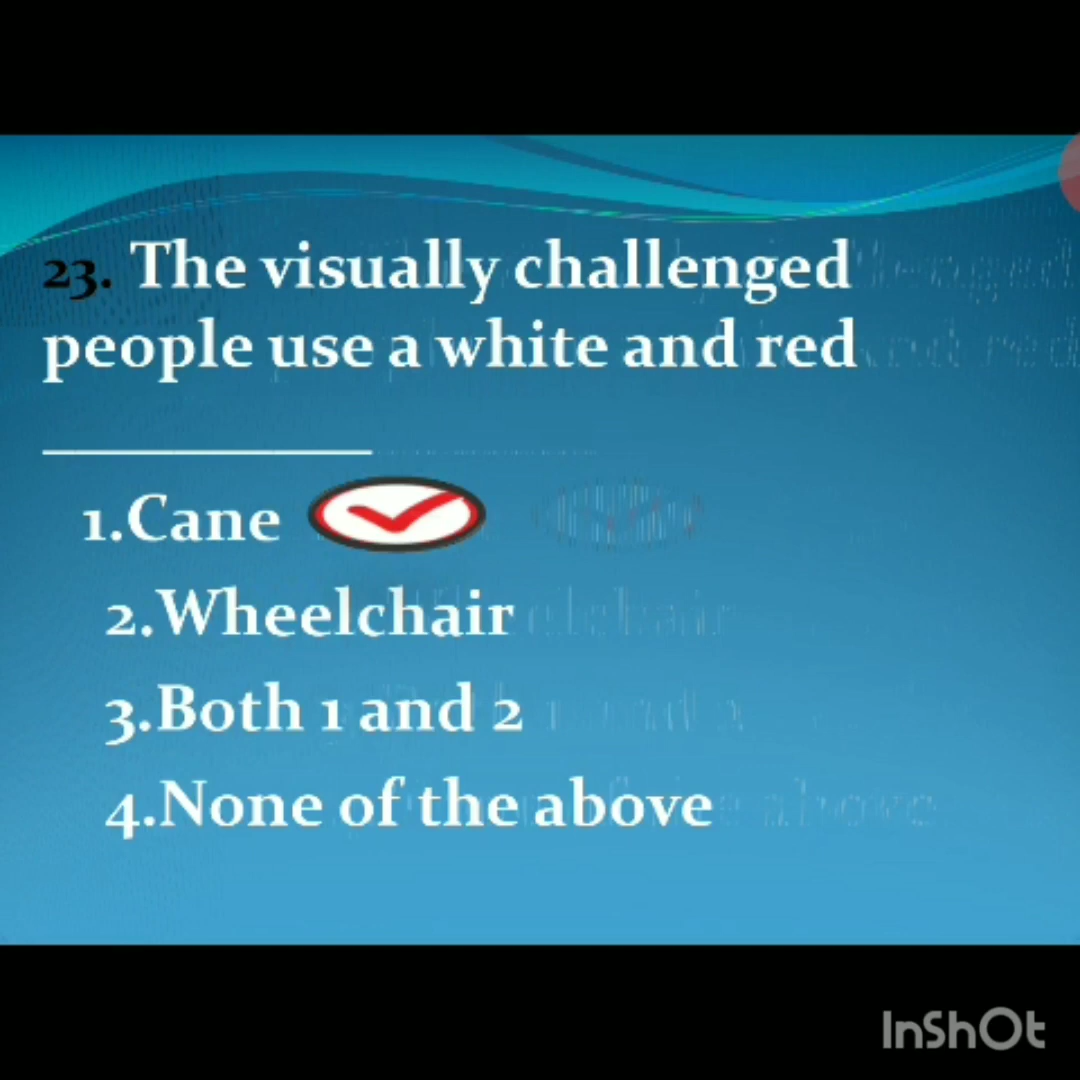 23. The visually challenged
people use a white and red
___________
1.Cane
2.Wheelchair
3.Both 1 and 2
4.None of the above
InShOt